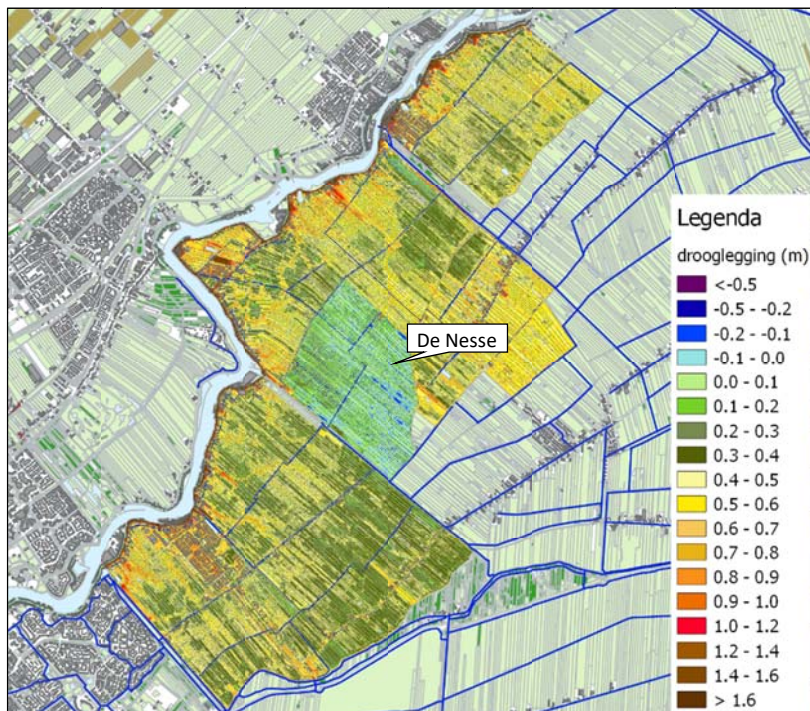 De Nesse
Legenda
drooglegging (m)
<-0.5
-0.5 - -0.2
-0.2 - -0.1
-0.1 - 0.0
0.0 - 0.1
0.1 - 0.2
0.2 - 0.3
0.3 - 0.4
0.4 - 0.5
0.5 - 0.6
0.6 - 0.7
0.7 - 0.8
0.8 - 0.9
0.9 - 1.0
1.0 - 1.2
1.2 - 1.4
1.4 - 1.6
> 1.6